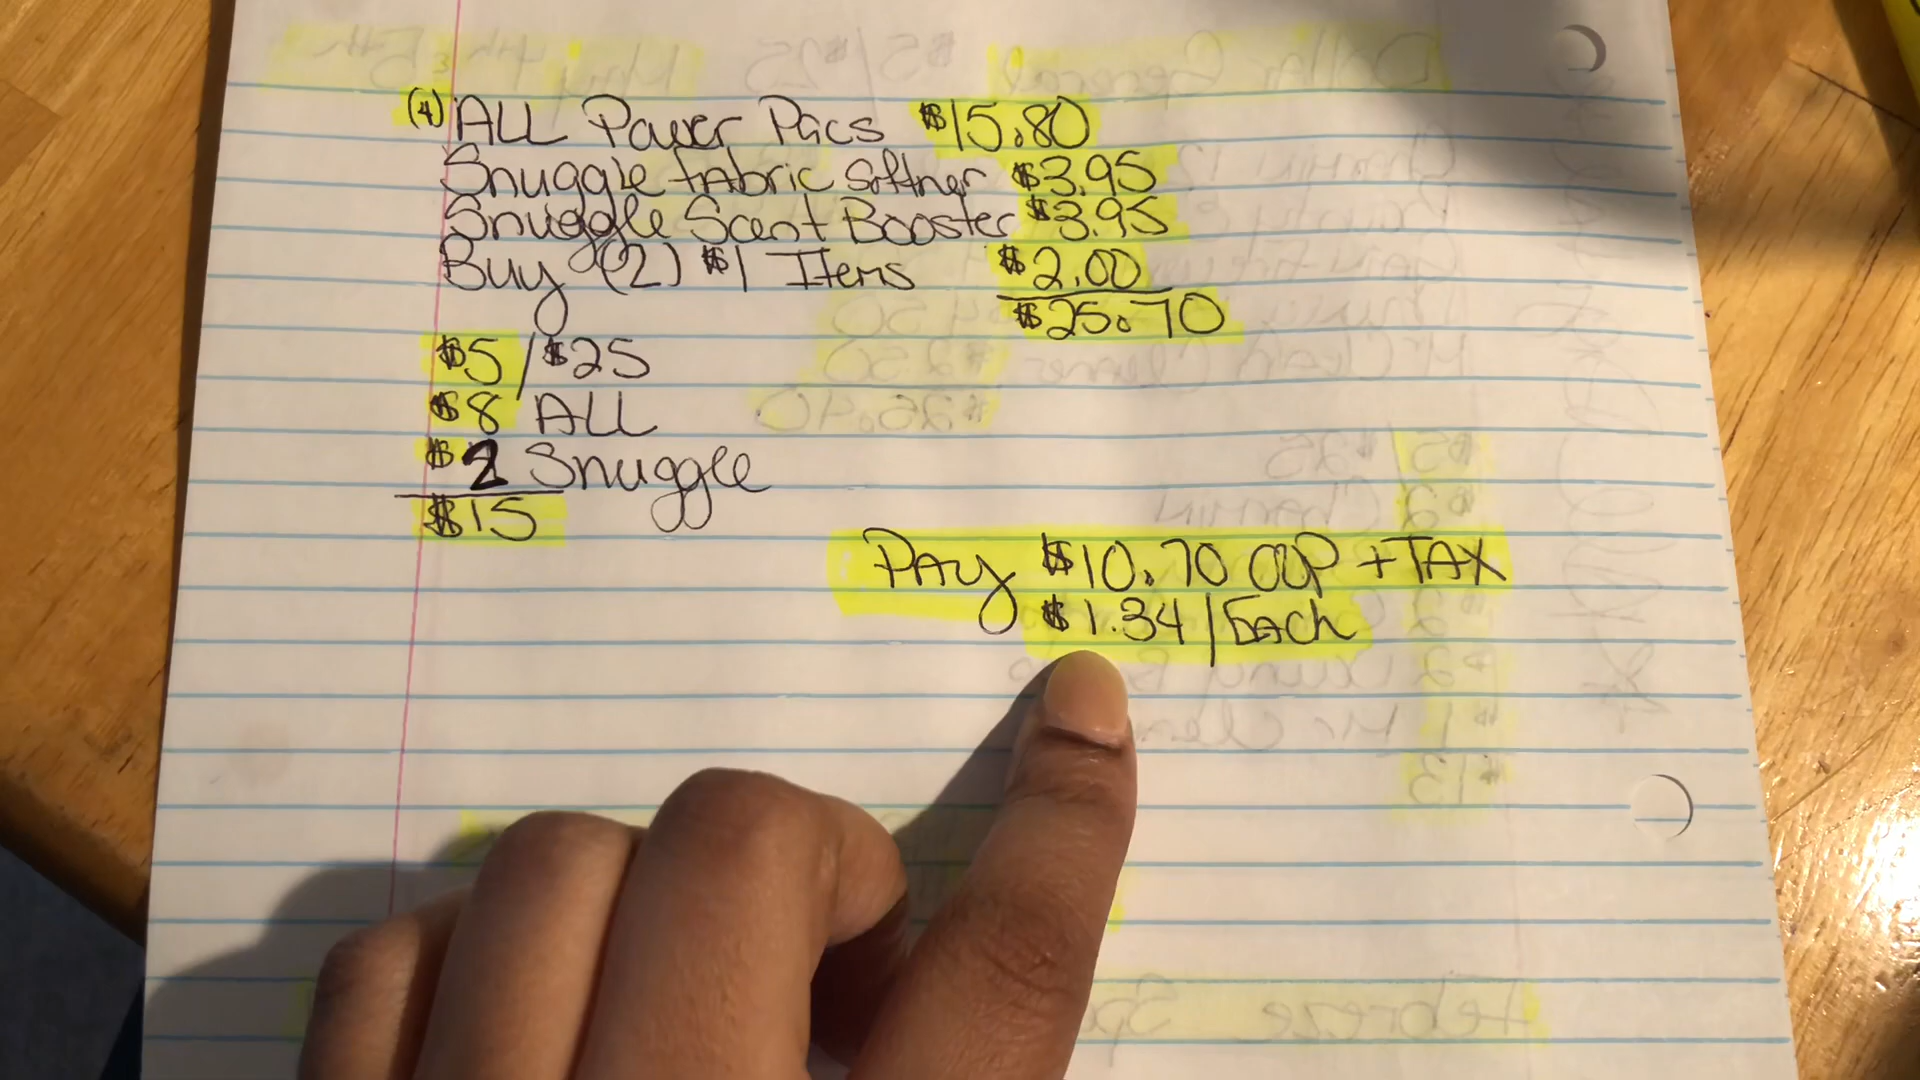 (4) ALL Power Pacs $15.80
Snuggle fabric Softner $3.95
Snuggle Scent Booster $3.95
Buy (2) $1 Items $2.00
$25.70
$5/$25
$8 ALL
$2 Snuggle
$15
PAy $10.70 OOP + TAX
$1.34/EACh